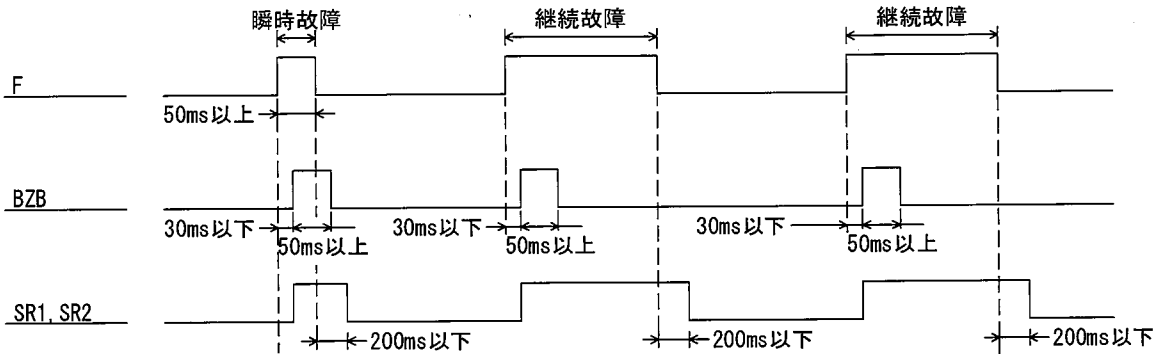 瞬時故障
継続故障
継続故障
F
50ms以上
BZB
30ms以下
50ms以上
30ms以下
50ms以上
30ms以下
50ms以上
SR1, SR2
200ms以下
200ms以下
200ms以下